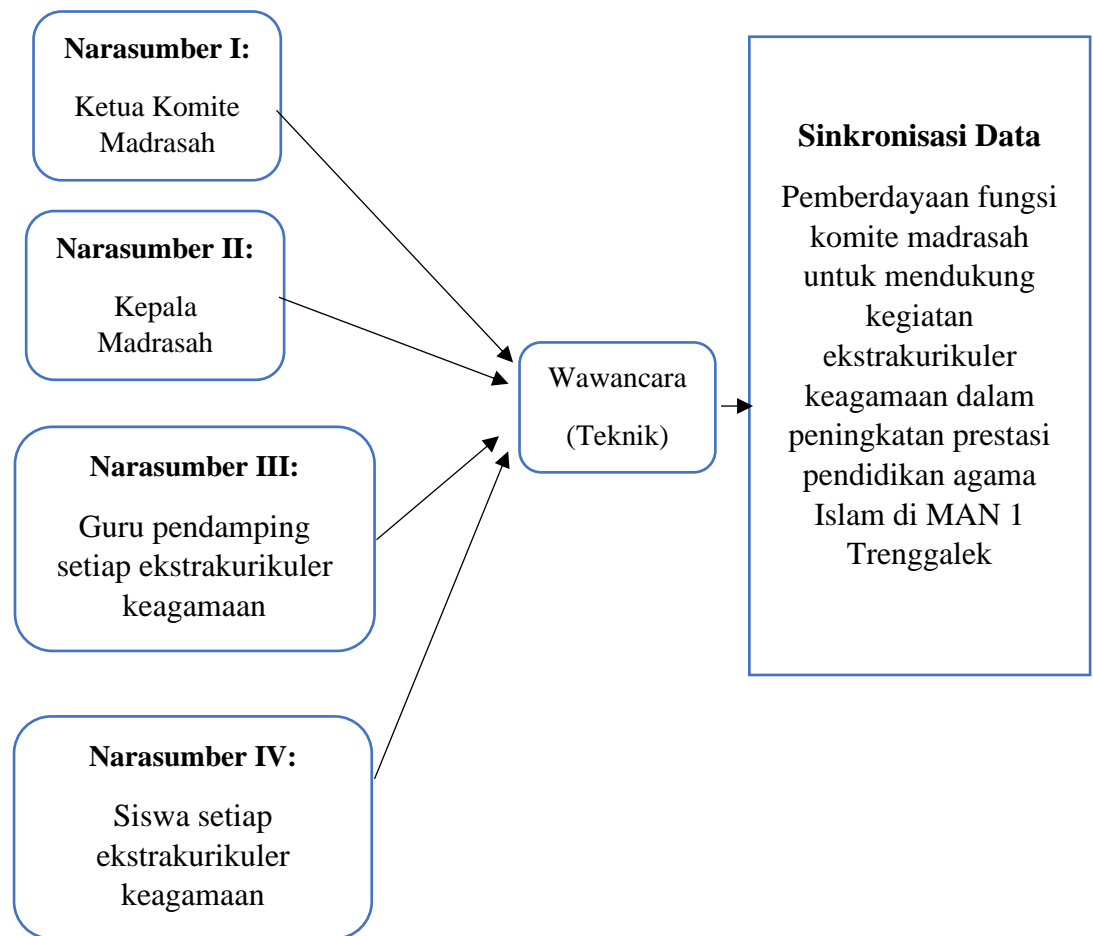 Narasumber I:
Ketua Komite
Madrasah
Narasumber II:
Kepala
Madrasah
Narasumber III:
Guru pendamping
setiap ekstrakurikuler
keagamaan
Narasumber IV:
Siswa setiap
ekstrakurikuler
keagamaan
Wawancara
(Teknik)
Sinkronisasi Data
Pemberdayaan fungsi
komite madrasah
untuk mendukung
kegiatan
ekstrakurikuler
keagamaan dalam
peningkatan prestasi
pendidikan agama
Islam di MAN 1
Trenggalek